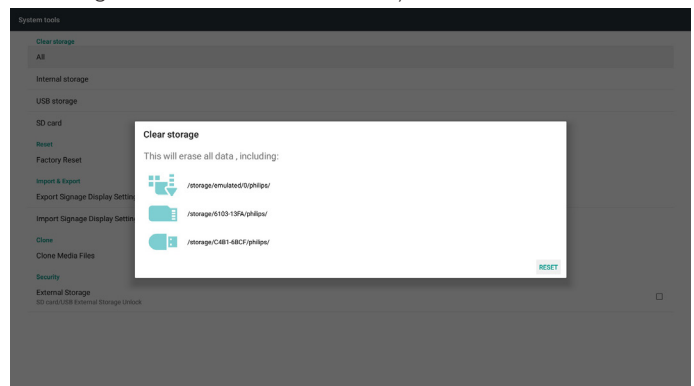 System tools
Clear storage
All
Internal storage
USB storage
SD card
Reset
Factory Reset
Import & Export
Export Signage Display Settin
Import Signage Display Settin
Clone
Clone Media Files
Security
External Storage
SD card/USB External Storage Unlock
Clear storage
This will erase all data , including:
/storage/emulated/0/philips/
/storage/6103-13FA/philips/
/storage/C4B1-6BCF/philips/
RESET